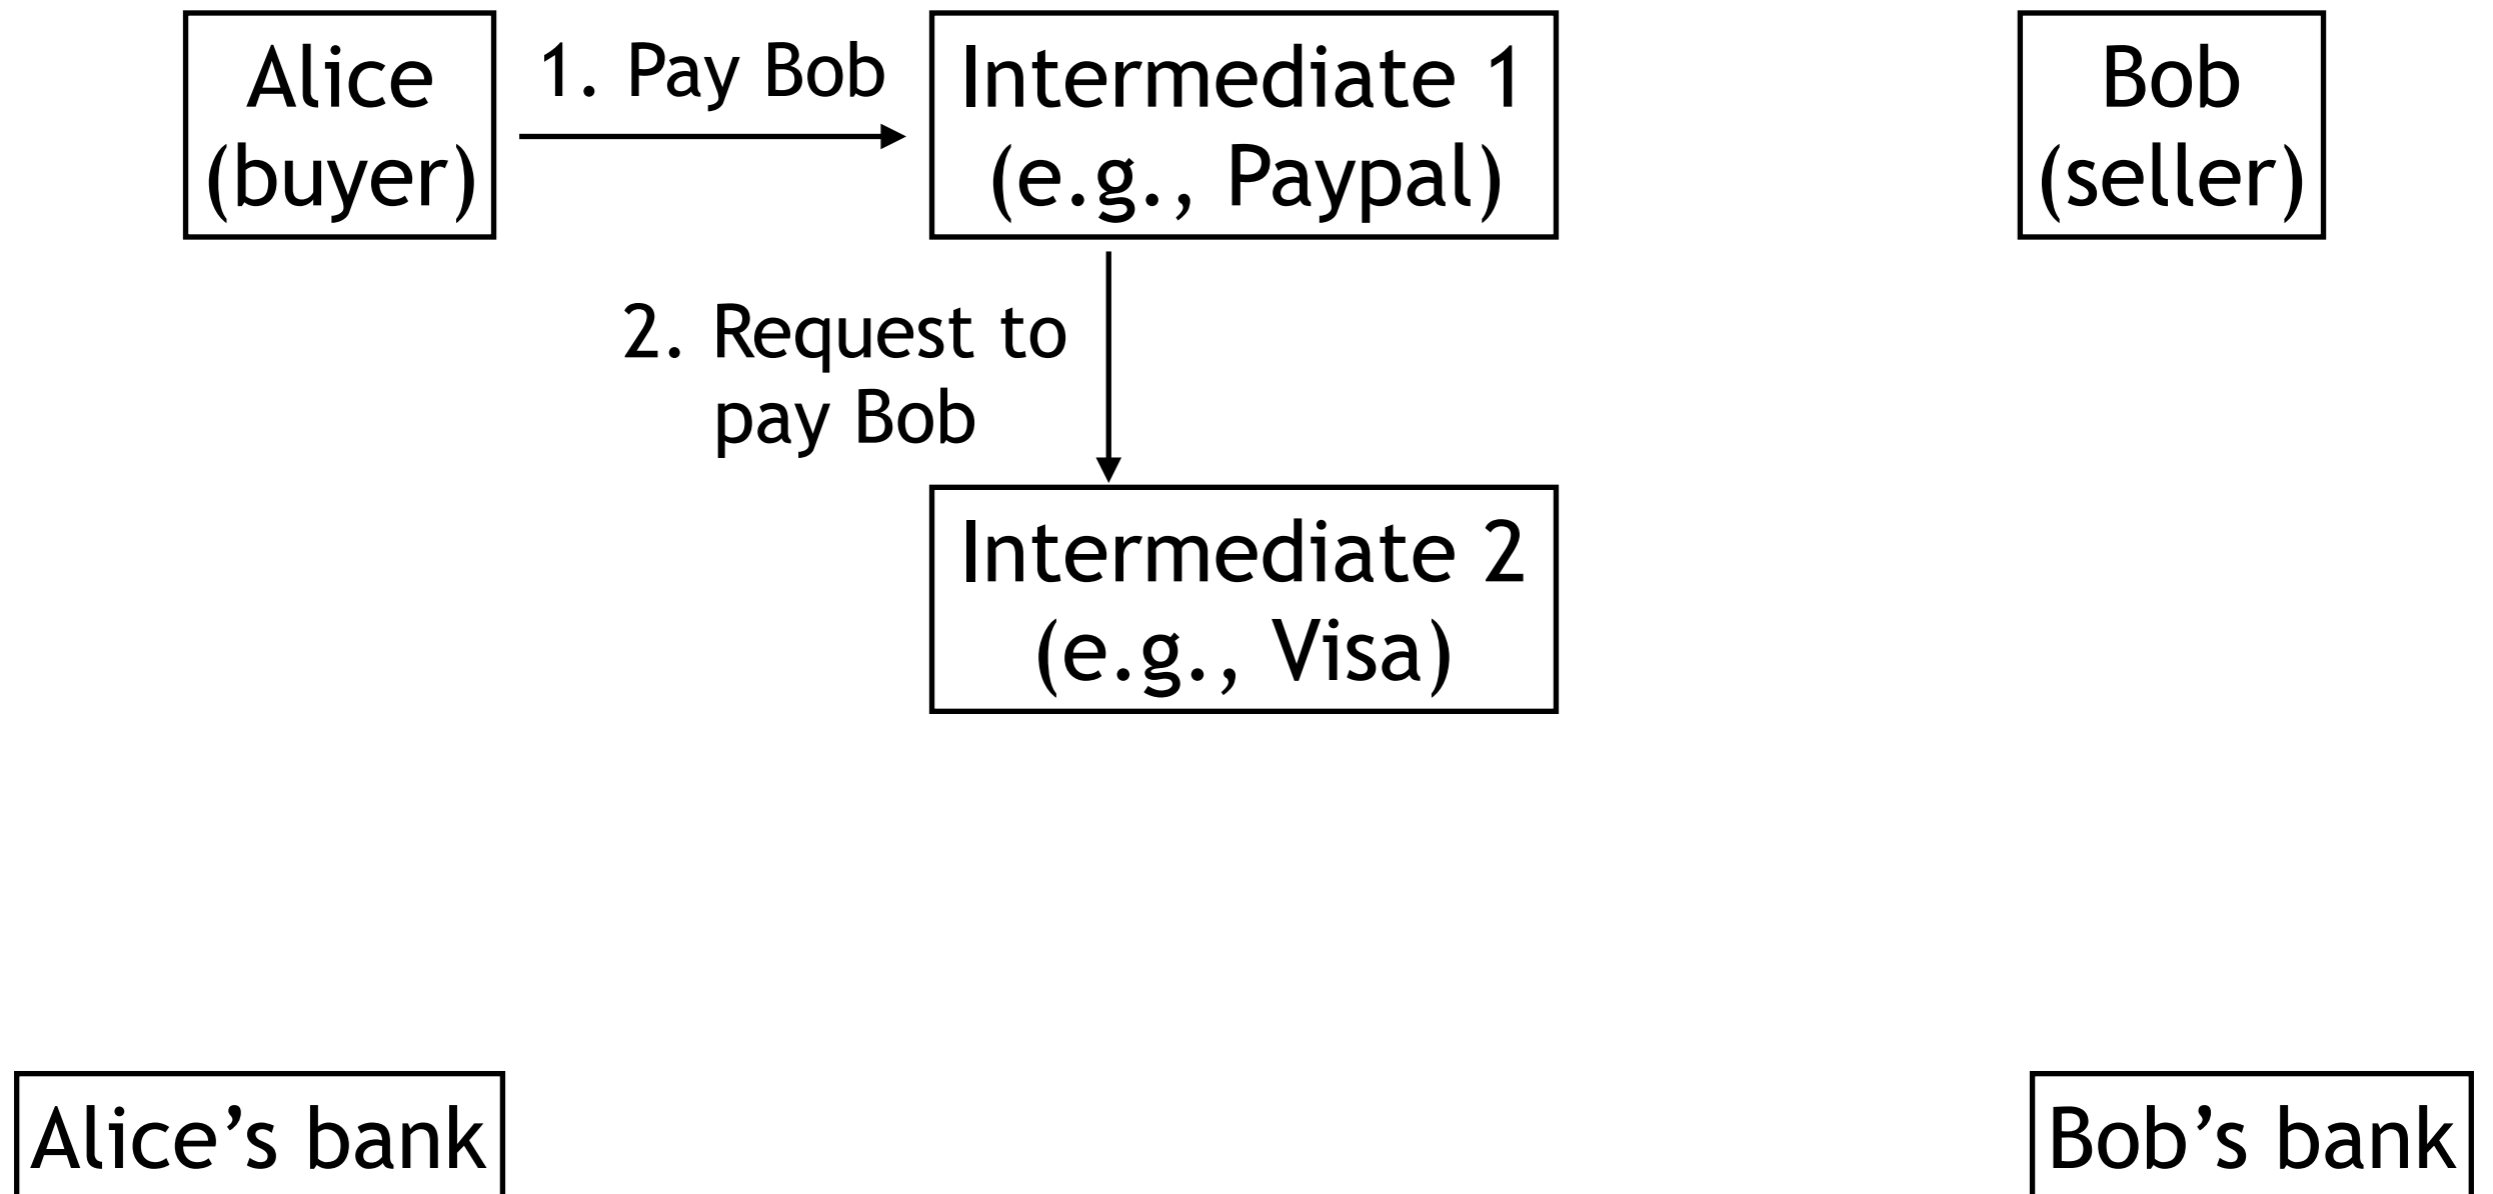 Alice
(buyer)
1. Pay Bob
Intermediate 1
(e.g., Paypal)
Bob
(seller)
2. Request to
pay Bob
Intermediate 2
(e.g., Visa)
Alice’s bank
Bob’s bank